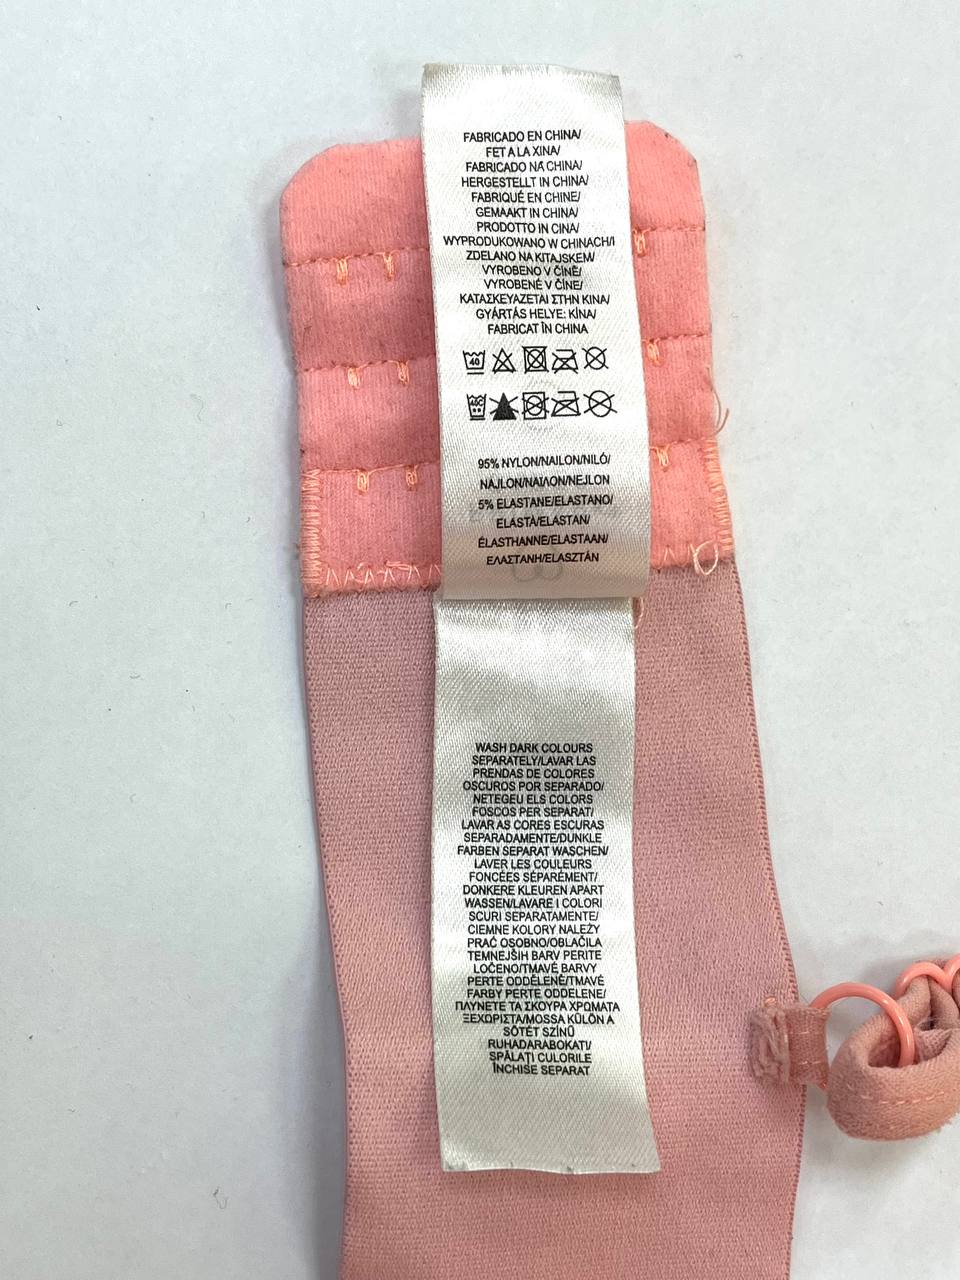 FABRICADO EN CHINA/
FET A LA XINA/
FABRICADO NA CHINA/
HERGESTELLT IN CHINA/
FABRIQUÉ EN CHINE/
GEMAAKT IN CHINA/
PRODOTTO IN CINA/
WYPRODUKOWANO W CHINACH/
ZDELANO NA KITAJSKEM/
VYROBENO V ČÍNĚ/
VYROBENÉ V ČÍNE/
ΚΑΤΑΣΚΕΥΑΖΕΤΑΙ ΣΤΗΝ ΚΙΝΑ/
GYÁRTÁS HELYE: KÍNA/
FABRICAT ÎN CHINA
40
40C
95% NYLON/NAILON/NILÓ/
NÁJLON/ΝΑΪΛΟΝ/NEJLON
5% ELASTANE/ELASTANO/
ELASTÀ/ELASTAN/
ÉLASTHANNE/ELASTAAN/
ΕΛΑΣΤΑΝΗ/ELASZTÁN
WASH DARK COLOURS
SEPARATELY/LAVAR LAS
PRENDAS DE COLORES
OSCUROS POR SEPARADO/
NETEGEU ELS COLORS
FOSCOS PER SEPARAT/
LAVAR AS CORES ESCURAS
SEPARADAMENTE/DUNKLE
FARBEN SEPARAT WASCHEN/
LAVER LES COULEURS
FONCÉES SÉPARÉMENT/
DONKERE KLEUREN APART
WASSEN/LAVARE I COLORI
SCURI SEPARATAMENTE/
CIEMNE KOLORY NALEŻY
PRAĆ OSOBNO/OBLAČILA
TEMNEJŠIH BARV PERITE
LOČENO/TMAVÉ BARVY
PERTE ODDĚLENĚ/TMAVÉ
FARBY PERTE ODDELENE/
ΠΛΥΝΕΤΕ ΤΑ ΣΚΟΥΡΑ ΧΡΩΜΑΤΑ
ΞΕΧΩΡΙΣΤΑ/MOSSA KÜLÖN A
SÖTÉT SZÍNŰ
RUHADARABOKAT/
SPĂLAȚI CULORILE
ÎNCHISE SEPARAT